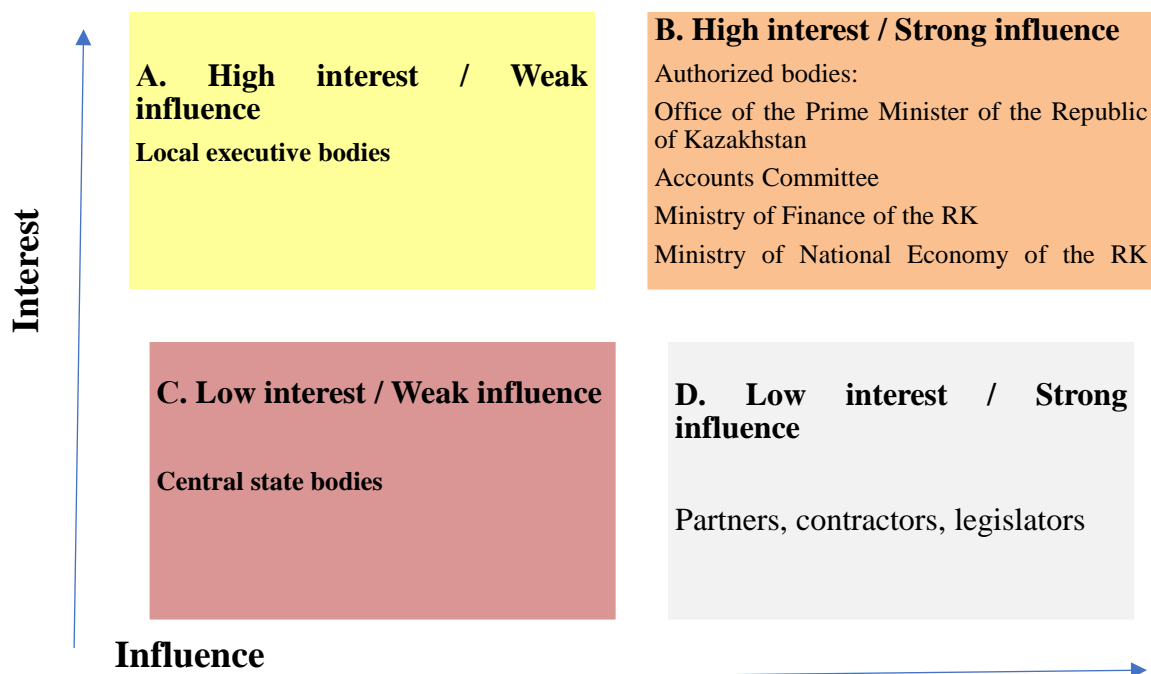 A. High interest / Weak
influence
Local executive bodies
B. High interest / Strong influence
Authorized bodies:
Office of the Prime Minister of the Republic
of Kazakhstan
Accounts Committee
Ministry of Finance of the RK
Ministry of National Economy of the RK
Interest
C. Low interest / Weak influence
Central state bodies
D. Low interest / Strong
influence
Partners, contractors, legislators
Influence